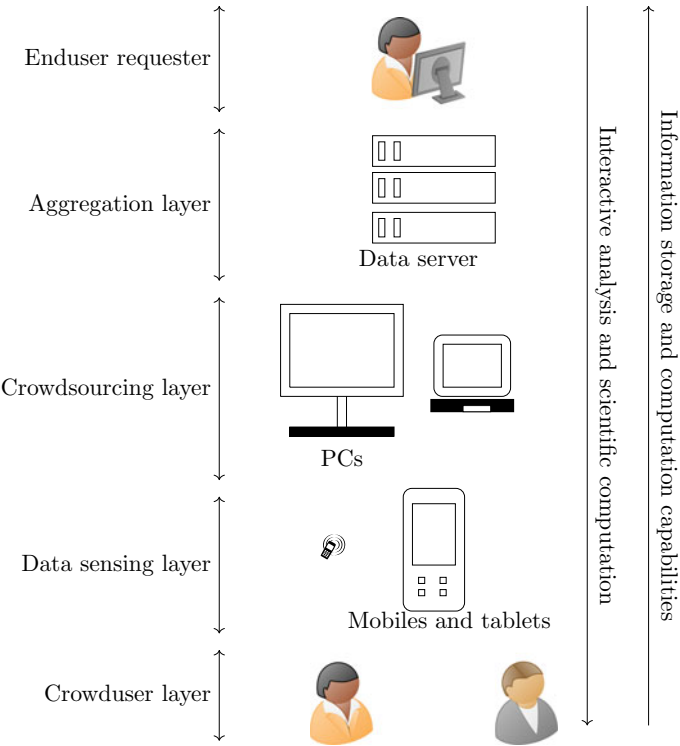 Enduser requester
Aggregation layer
Data server
Crowdsourcing layer
PCs
Data sensing layer
Mobiles and tablets
Crowduser layer
Interactive analysis and scientific computation
Information storage and computation capabilities